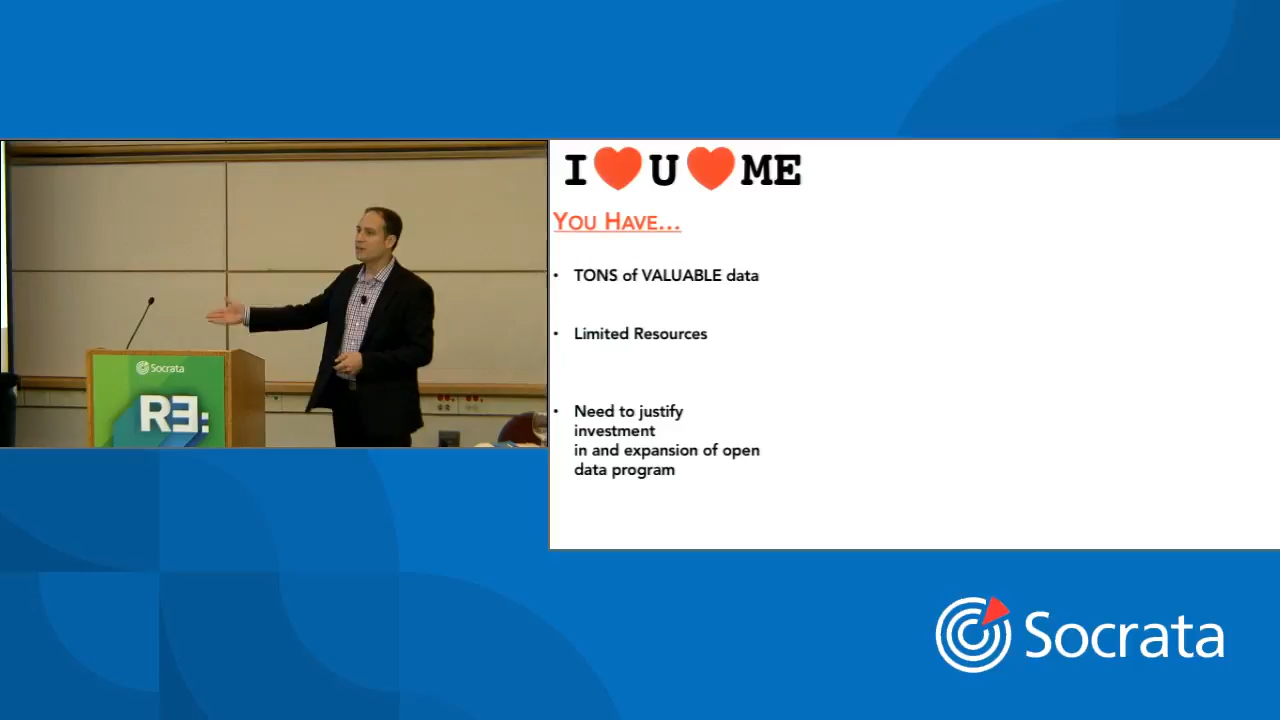 Socrata
RE:
I ♥ U ♥ ME
YOU HAVE...
• TONS of VALUABLE data
• Limited Resources
• Need to justify
investment
in and expansion of open
data program
Socrata